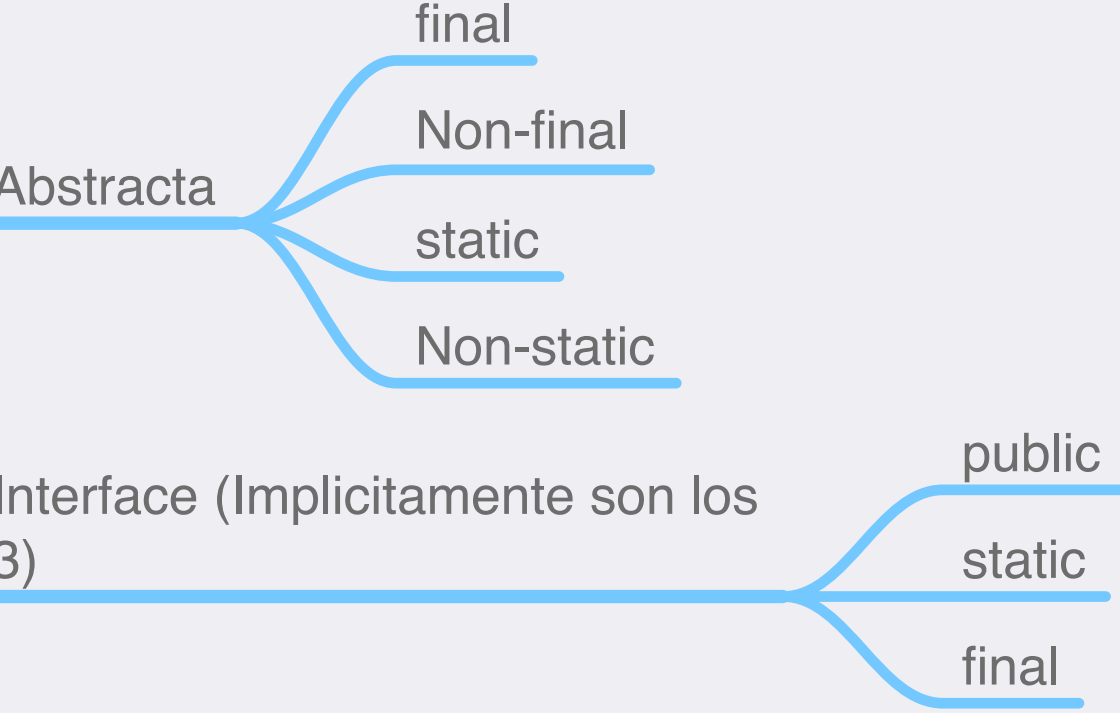 final
Non-final
Abstracta
static
Non-static
public
Interface (Implicitamente son los
3)
static
final